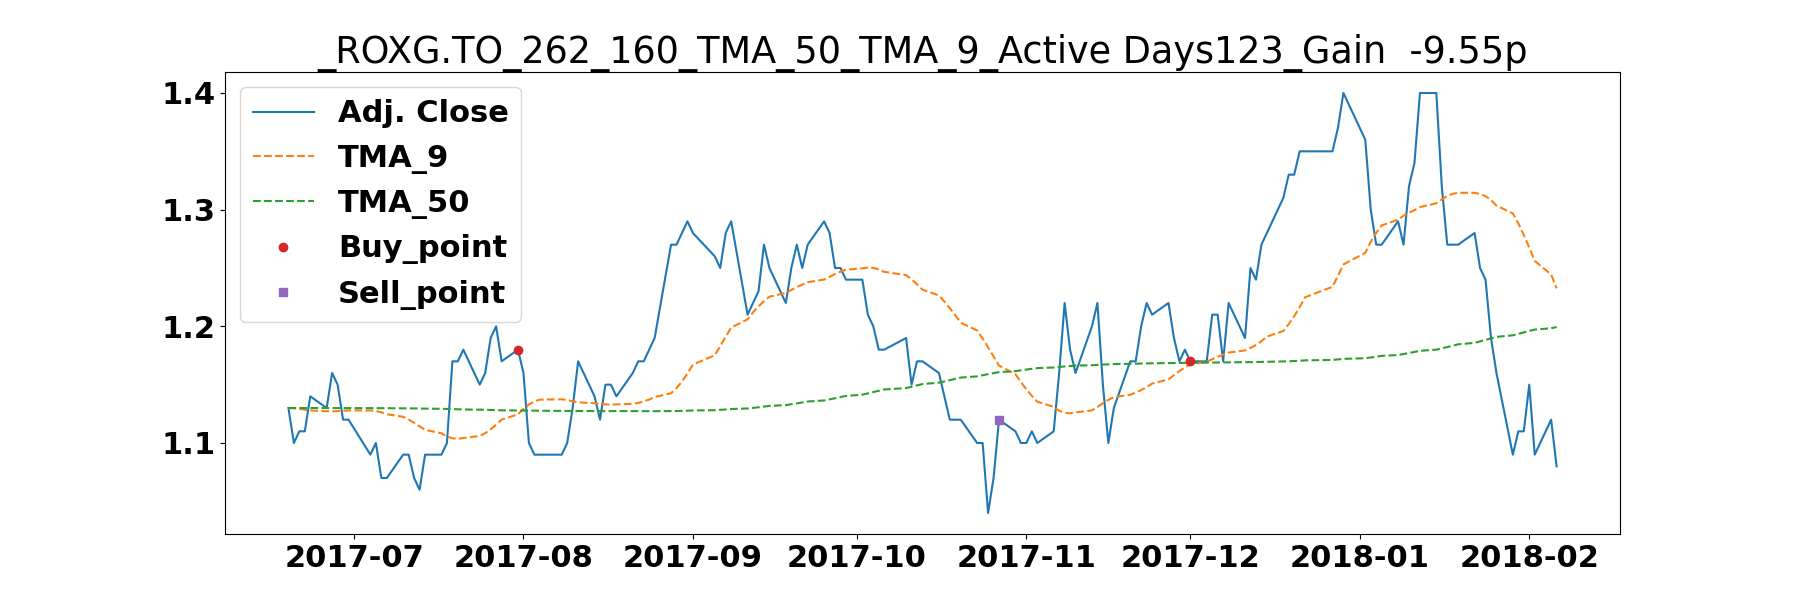 _ROXG.TO_262_160_TMA_50_TMA_9_Active Days123_Gain  -9.55p
1.4
1.3
1.2
1.1
Adj. Close
TMA_9
TMA_50
Buy_point
Sell_point
2017-07 2017-08 2017-09 2017-10 2017-11 2017-12 2018-01 2018-02